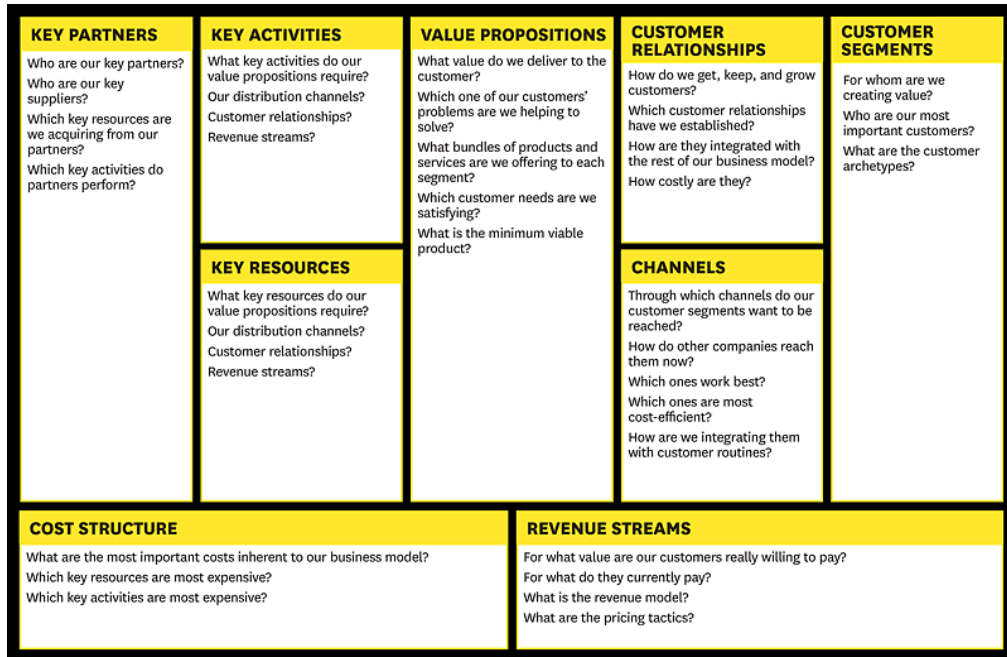 KEY PARTNERS
Who are our key partners?
Who are our key
suppliers?
Which key resources are
we acquiring from our
partners?
Which key activities do
partners perform?
KEY ACTIVITIES
What key activities do our
value propositions require?
Our distribution channels?
Customer relationships?
Revenue streams?
KEY RESOURCES
What key resources do our
value propositions require?
Our distribution channels?
Customer relationships?
Revenue streams?
VALUE PROPOSITIONS
What value do we deliver to the
customer?
Which one of our customers’
problems are we helping to
solve?
What bundles of products and
services are we offering to each
segment?
Which customer needs are we
satisfying?
What is the minimum viable
product?
CUSTOMER
RELATIONSHIPS
How do we get, keep, and grow
customers?
Which customer relationships
have we established?
How are they integrated with
the rest of our business model?
How costly are they?
CHANNELS
Through which channels do our
customer segments want to be
reached?
How do other companies reach
them now?
Which ones work best?
Which ones are most
cost-efficient?
How are we integrating them
with customer routines?
CUSTOMER
SEGMENTS
For whom are we
creating value?
Who are our most
important customers?
What are the customer
archetypes?
COST STRUCTURE
What are the most important costs inherent to our business model?
Which key resources are most expensive?
Which key activities are most expensive?
REVENUE STREAMS
For what value are our customers really willing to pay?
For what do they currently pay?
What is the revenue model?
What are the pricing tactics?